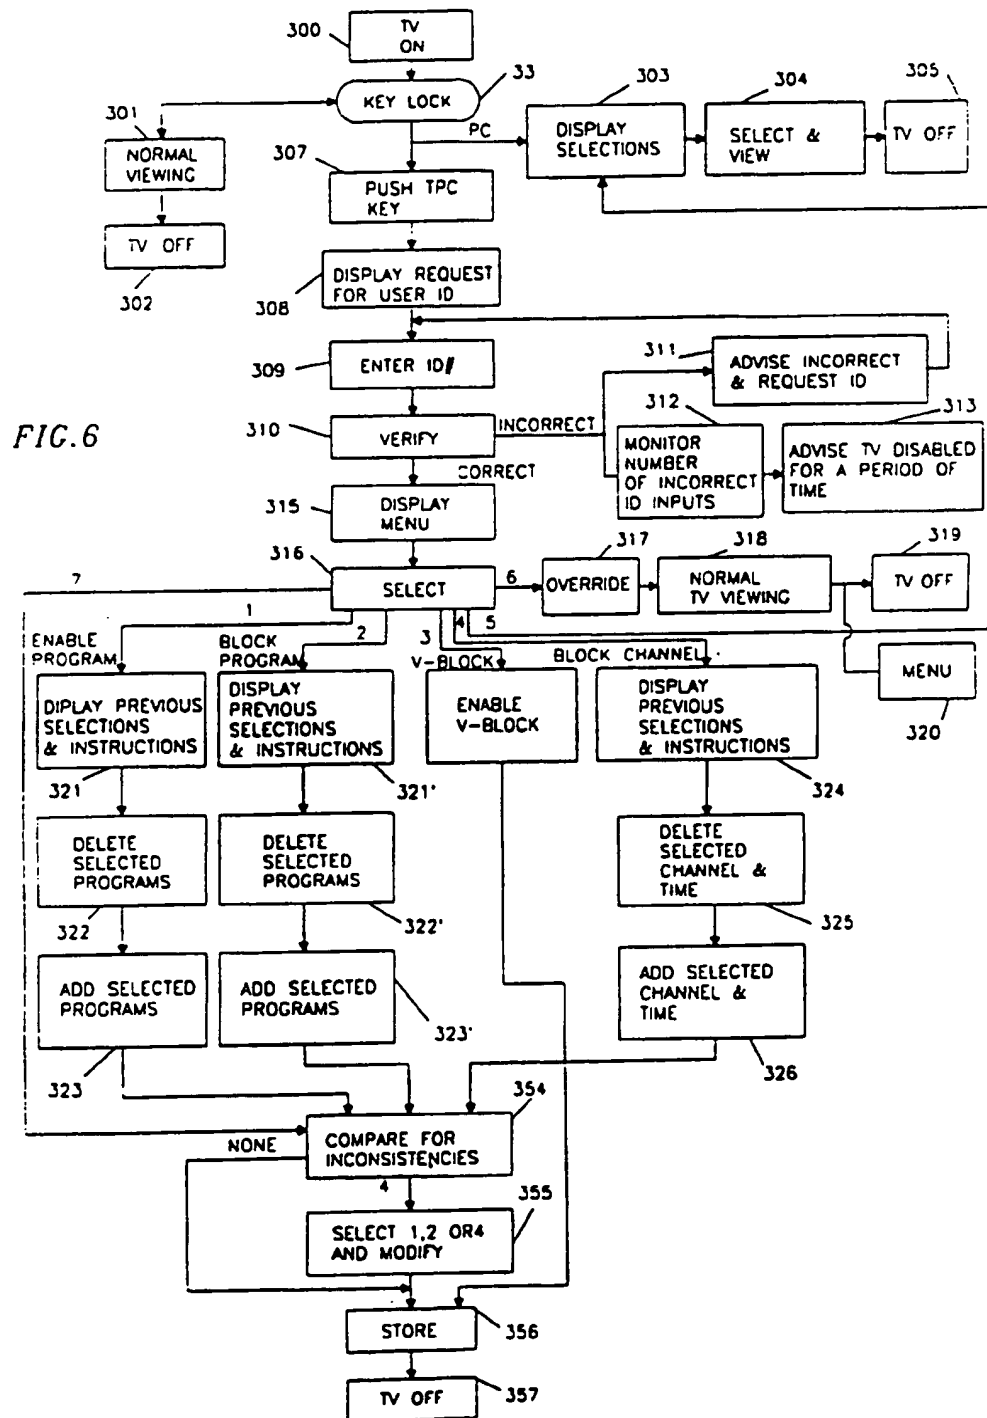 300
TV
ON
33
KEY LOCK
301
NORMAL
VIEWING
TV OFF
302
PC
303
DISPLAY
SELECTIONS
304
SELECT &
VIEW
305
TV OFF
307
PUSH TPC
KEY
308
DISPLAY REQUEST
FOR USER ID
309
ENTER ID#
310
VERIFY
INCORRECT
CORRECT
311
ADVISE INCORRECT
& REQUEST ID
312
MONITOR
NUMBER
OF INCORRECT
ID INPUTS
313
ADVISE TV DISABLED
FOR A PERIOD OF
TIME
FIG.6
315
DISPLAY
MENU
316
SELECT
7
1
2
3
4
5
6
317
OVERRIDE
318
NORMAL
TV VIEWING
319
TV OFF
MENU
320
ENABLE
PROGRAM
BLOCK
PROGRAM
V-BLOCK
BLOCK CHANNEL
DIPLAY PREVIOUS
SELECTIONS
& INSTRUCTIONS
321
DISPLAY
PREVIOUS
SELECTIONS
& INSTRUCTIONS
321'
ENABLE
V-BLOCK
DISPLAY
PREVIOUS
SELECTIONS
& INSTRUCTIONS
324
DELETE
SELECTED
PROGRAMS
322
DELETE
SELECTED
PROGRAMS
322'
DELETE
SELECTED
CHANNEL &
TIME
325
ADD SELECTED
PROGRAMS
323
ADD SELECTED
PROGRAMS
323'
ADD SELECTED
CHANNEL &
TIME
326
354
COMPARE FOR
INCONSISTENCIES
NONE
4
355
SELECT 1,2 OR4
AND MODIFY
STORE
356
TV OFF
357